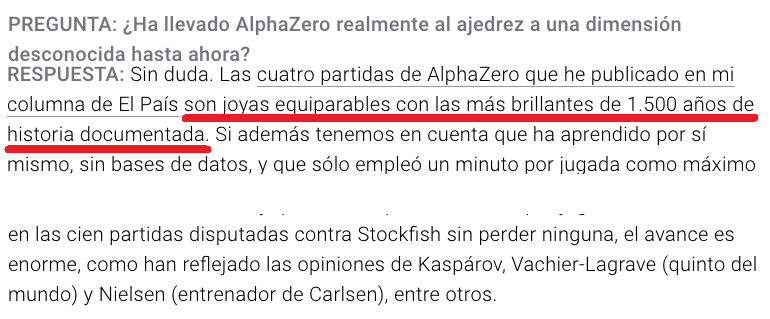 PREGUNTA: ¿Ha llevado AlphaZero realmente al ajedrez a una dimensión
desconocida hasta ahora?
RESPUESTA: Sin duda. Las cuatro partidas de AlphaZero que he publicado en mi
columna de El País son joyas equiparables con las más brillantes de 1.500 años de
historia documentada. Si además tenemos en cuenta que ha aprendido por sí
mismo, sin bases de datos, y que sólo empleó un minuto por jugada como máximo
en las cien partidas disputadas contra Stockfish sin perder ninguna, el avance es
enorme, como han reflejado las opiniones de Kaspárov, Vachier-Lagrave (quinto del
mundo) y Nielsen (entrenador de Carlsen), entre otros.